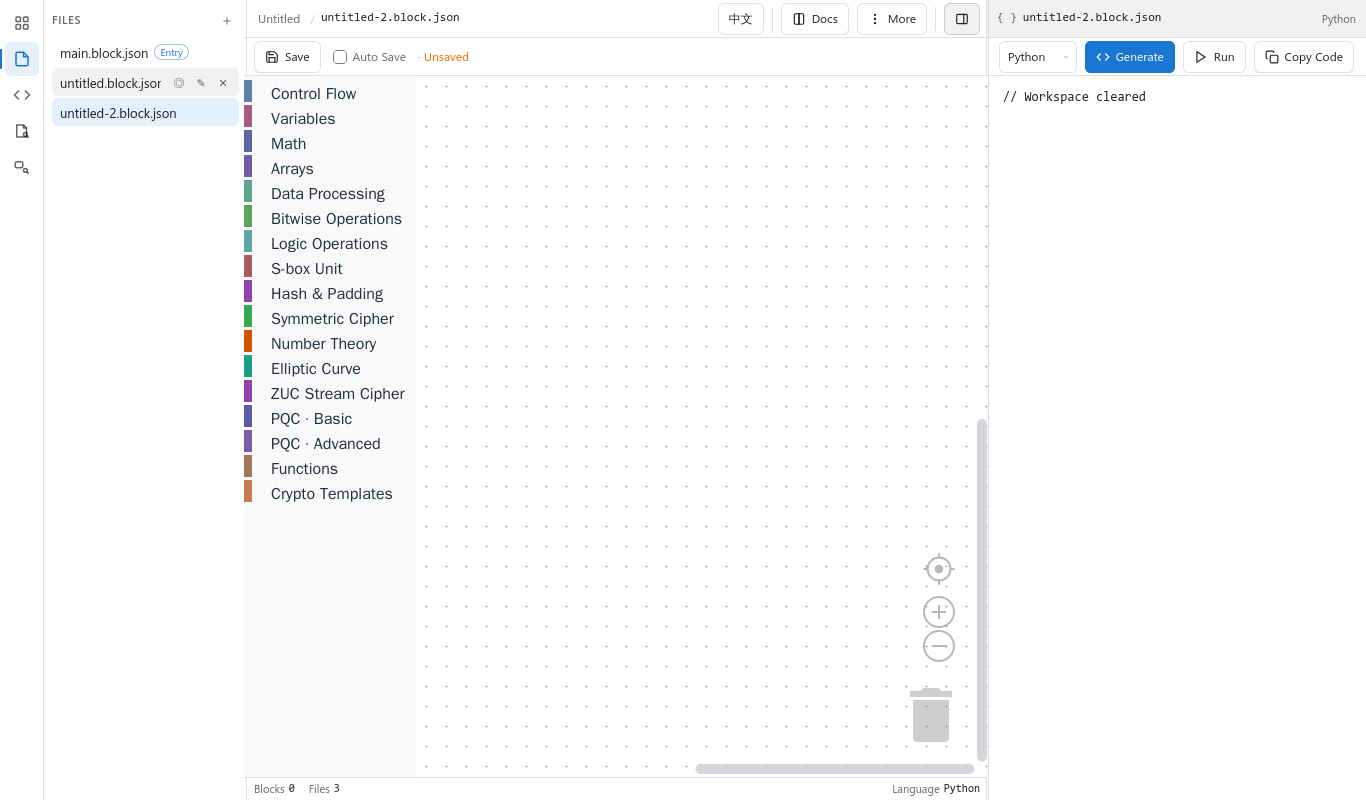 FILES
main.block.json Entry
untitled.block.jsor
untitled-2.block.json
Untitled / untitled-2.block.json
中文
Docs
More
Save
Auto Save
· Unsaved
Control Flow
Variables
Math
Arrays
Data Processing
Bitwise Operations
Logic Operations
S-box Unit
Hash & Padding
Symmetric Cipher
Number Theory
Elliptic Curve
ZUC Stream Cipher
PQC · Basic
PQC · Advanced
Functions
Crypto Templates
Blocks 0 Files 3
Language Python
{ } untitled-2.block.json
Python
Python
Generate
Run
Copy Code
// Workspace cleared